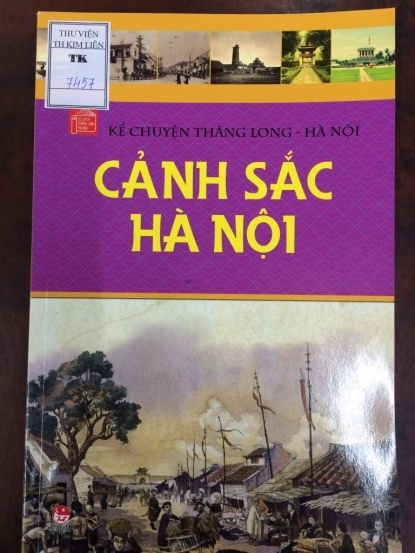 THƯ VIỆN
TH KIM LIÊN
TK
7457
KỂ CHUYỆN THĂNG LONG - HÀ NỘI
CẢNH SẮC
HÀ NỘI